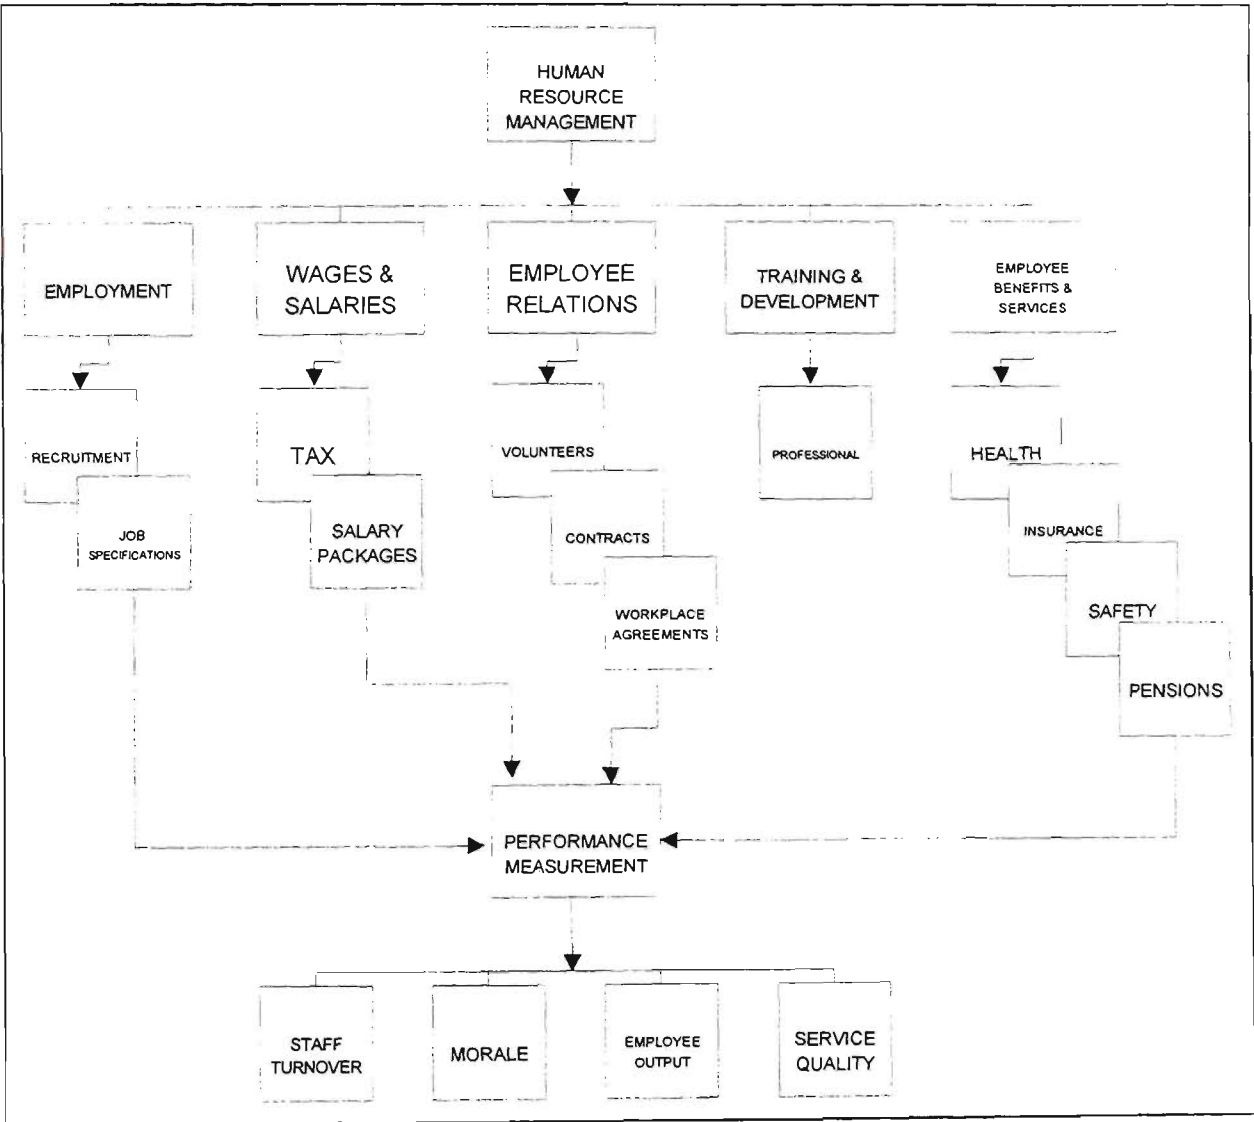 HUMAN
RESOURCE
MANAGEMENT
EMPLOYMENT
WAGES &
SALARIES
EMPLOYEE
RELATIONS
TRAINING &
DEVELOPMENT
EMPLOYEE
BENEFITS &
SERVICES
RECRUITMENT
JOB
SPECIFICATIONS
TAX
SALARY
PACKAGES
VOLUNTEERS
CONTRACTS
WORKPLACE
AGREEMENTS
PROFESSIONAL
HEALTH
INSURANCE
SAFETY
PENSIONS
PERFORMANCE
MEASUREMENT
STAFF
TURNOVER
MORALE
EMPLOYEE
OUTPUT
SERVICE
QUALITY